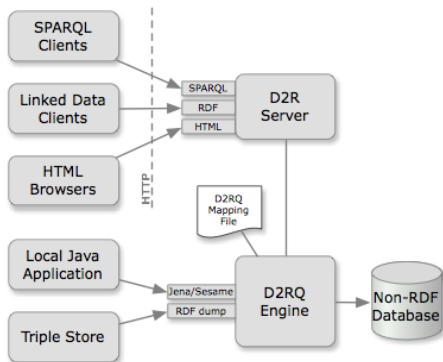 SPARQL
Clients
Linked Data
Clients
HTML
Browsers
HTTP
SPARQL
RDF
HTML
D2R
Server
D2RQ
Mapping
File
Local Java
Application
Triple Store
Jena/Sesame
RDF dump
D2RQ
Engine
Non-RDF
Database